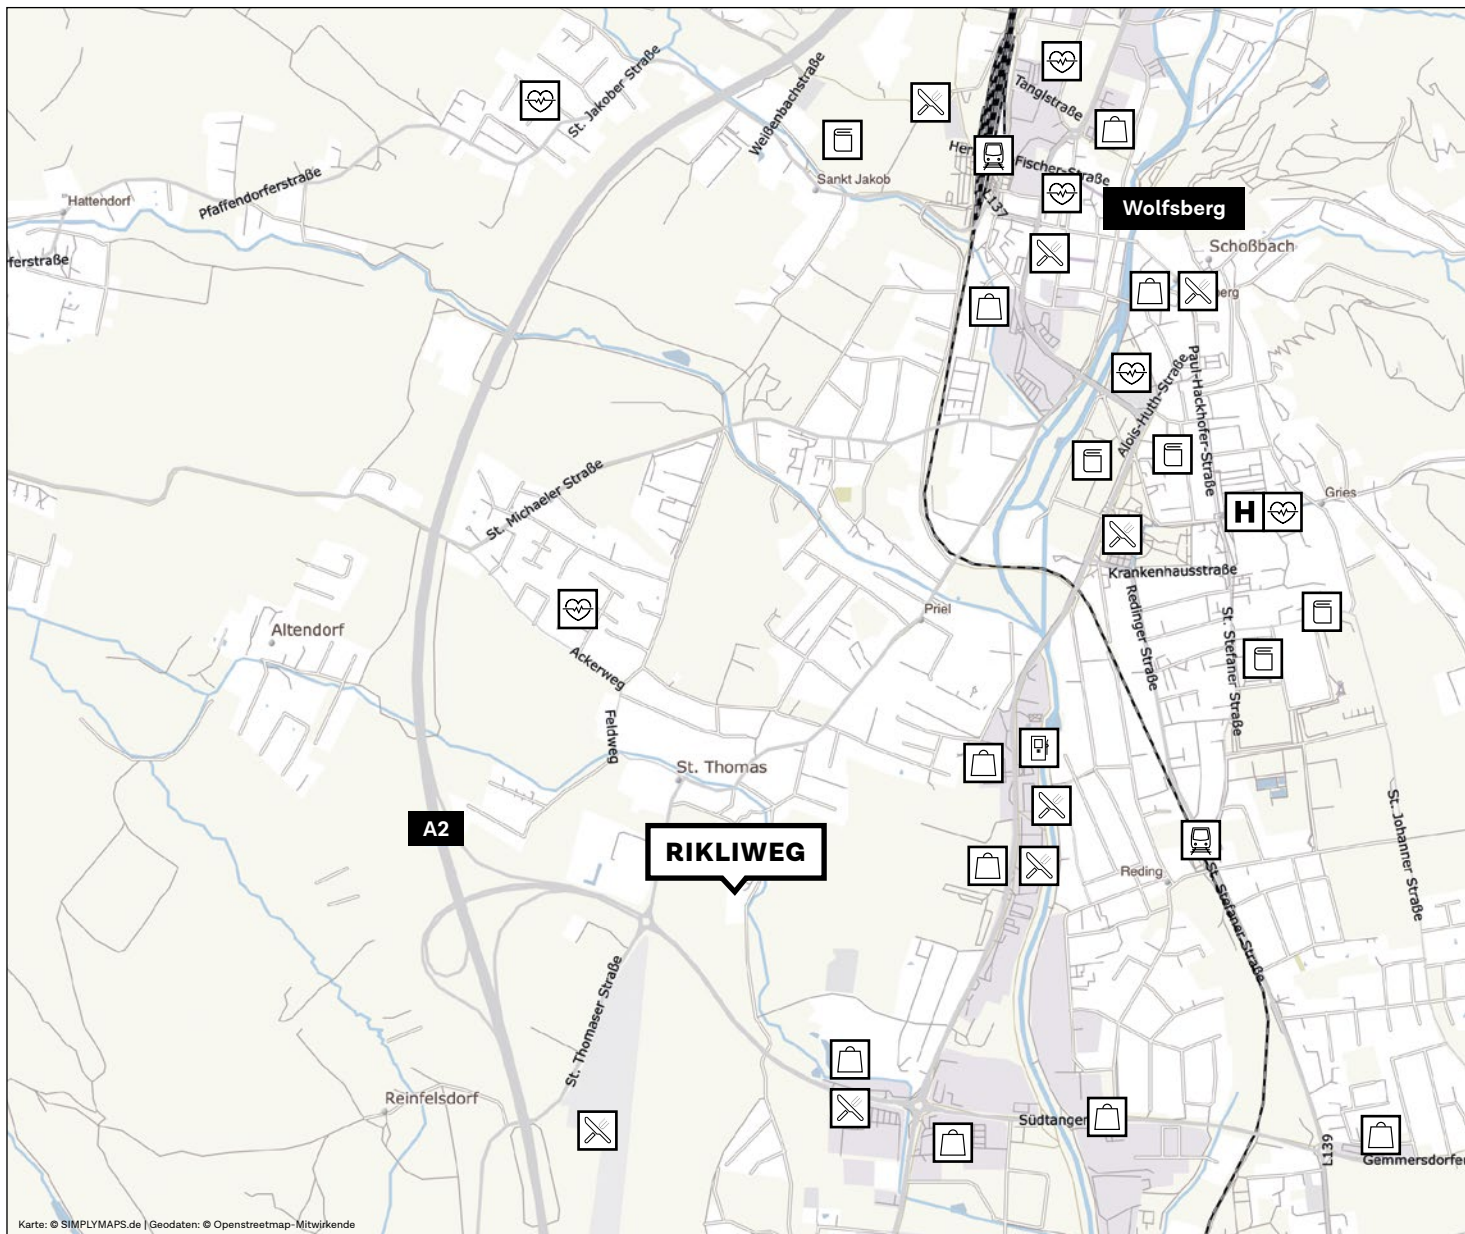 St. Jakober Straße
Weißenbachstraße
Tanglstraße
Fischer-Straße
Pfaffendorferstraße
Sankt Jakob
Hattendorf
L137
Wolfsberg
Schoßbach
ferstraße
erg
Alois-Huth-Straße
Paul-Hackhofer-Straße
St. Michaeler Straße
Gries
H
Krankenhausstraße
Redinger Straße
Priel
St. Stefaner Straße
Altendorf
Ackerweg
Feldweg
St. Thomas
A2
RIKLIWEG
St. Johanner Straße
Reding
St. Stefaner Straße
St. Thomaser Straße
Reinfelsdorf
Südtanger
L139
Gemmersdorfer
Karte: © SIMPLYMAPS.de | Geodaten: © Openstreetmap-Mitwirkende